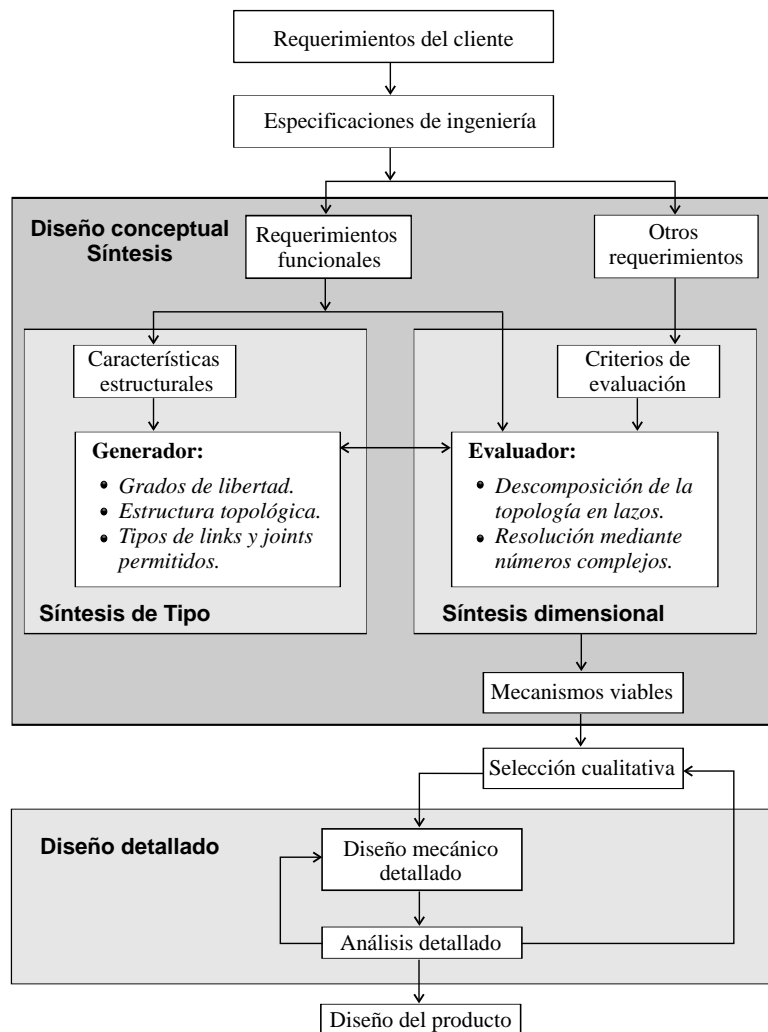 Requerimientos del cliente
Especificaciones de ingeniería
Diseño conceptual
Síntesis
Requerimientos
funcionales
Otros
requerimientos
Características
estructurales
Criterios de
evaluación
Generador:
Grados de libertad.
Estructura topológica.
Tipos de links y joints
permitidos.
Evaluador:
Descomposición de la
topología en lazos.
Resolución mediante
números complejos.
Síntesis de Tipo
Síntesis dimensional
Mecanismos viables
Selección cualitativa
Diseño detallado
Diseño mecánico
detallado
Análisis detallado
Diseño del producto